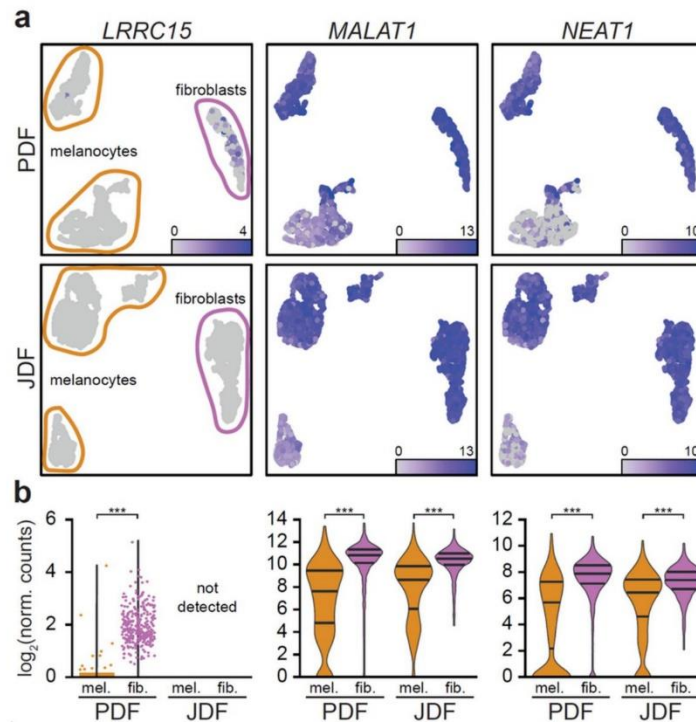 a
LRRC15 MALAT1 NEAT1
PDF
fibroblasts
melanocytes
0 4 0 13 0 10
JDF
fibroblasts
melanocytes
0 13 0 10
b
log2(norm. counts)
6
4
2
0
***
not
detected
mel. fib. mel. fib.
PDF JDF
14
12
10
8
6
4
2
0
*** ***
mel. fib. mel. fib.
PDF JDF
12
10
8
6
4
2
0
*** ***
mel. fib. mel. fib.
PDF JDF